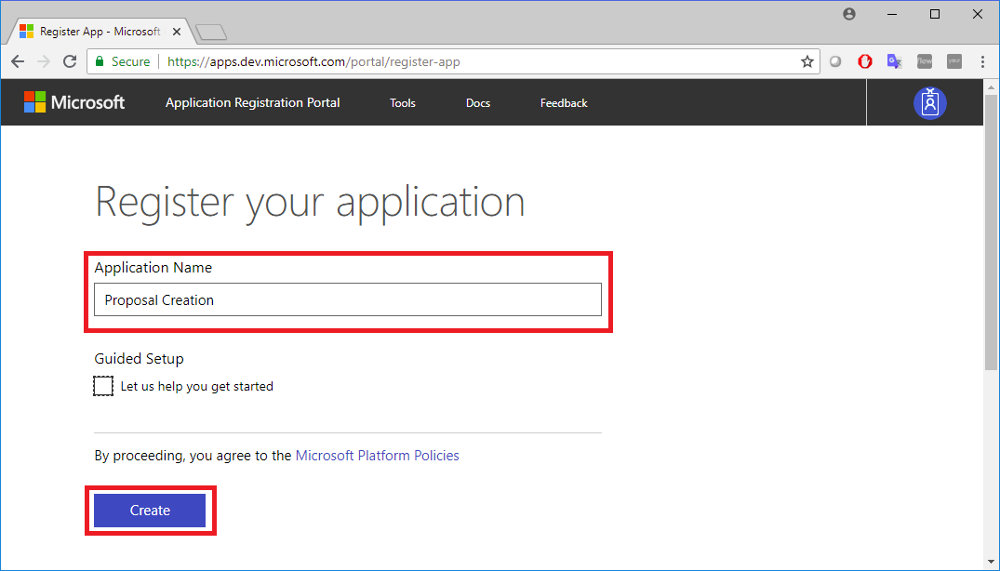 Register App - Microsoft
Secure
https://apps.dev.microsoft.com/portal/register-app
Microsoft
Application Registration Portal
Tools
Docs
Feedback
Register your application
Application Name
Proposal Creation
Guided Setup
Let us help you get started
By proceeding, you agree to the Microsoft Platform Policies
Create